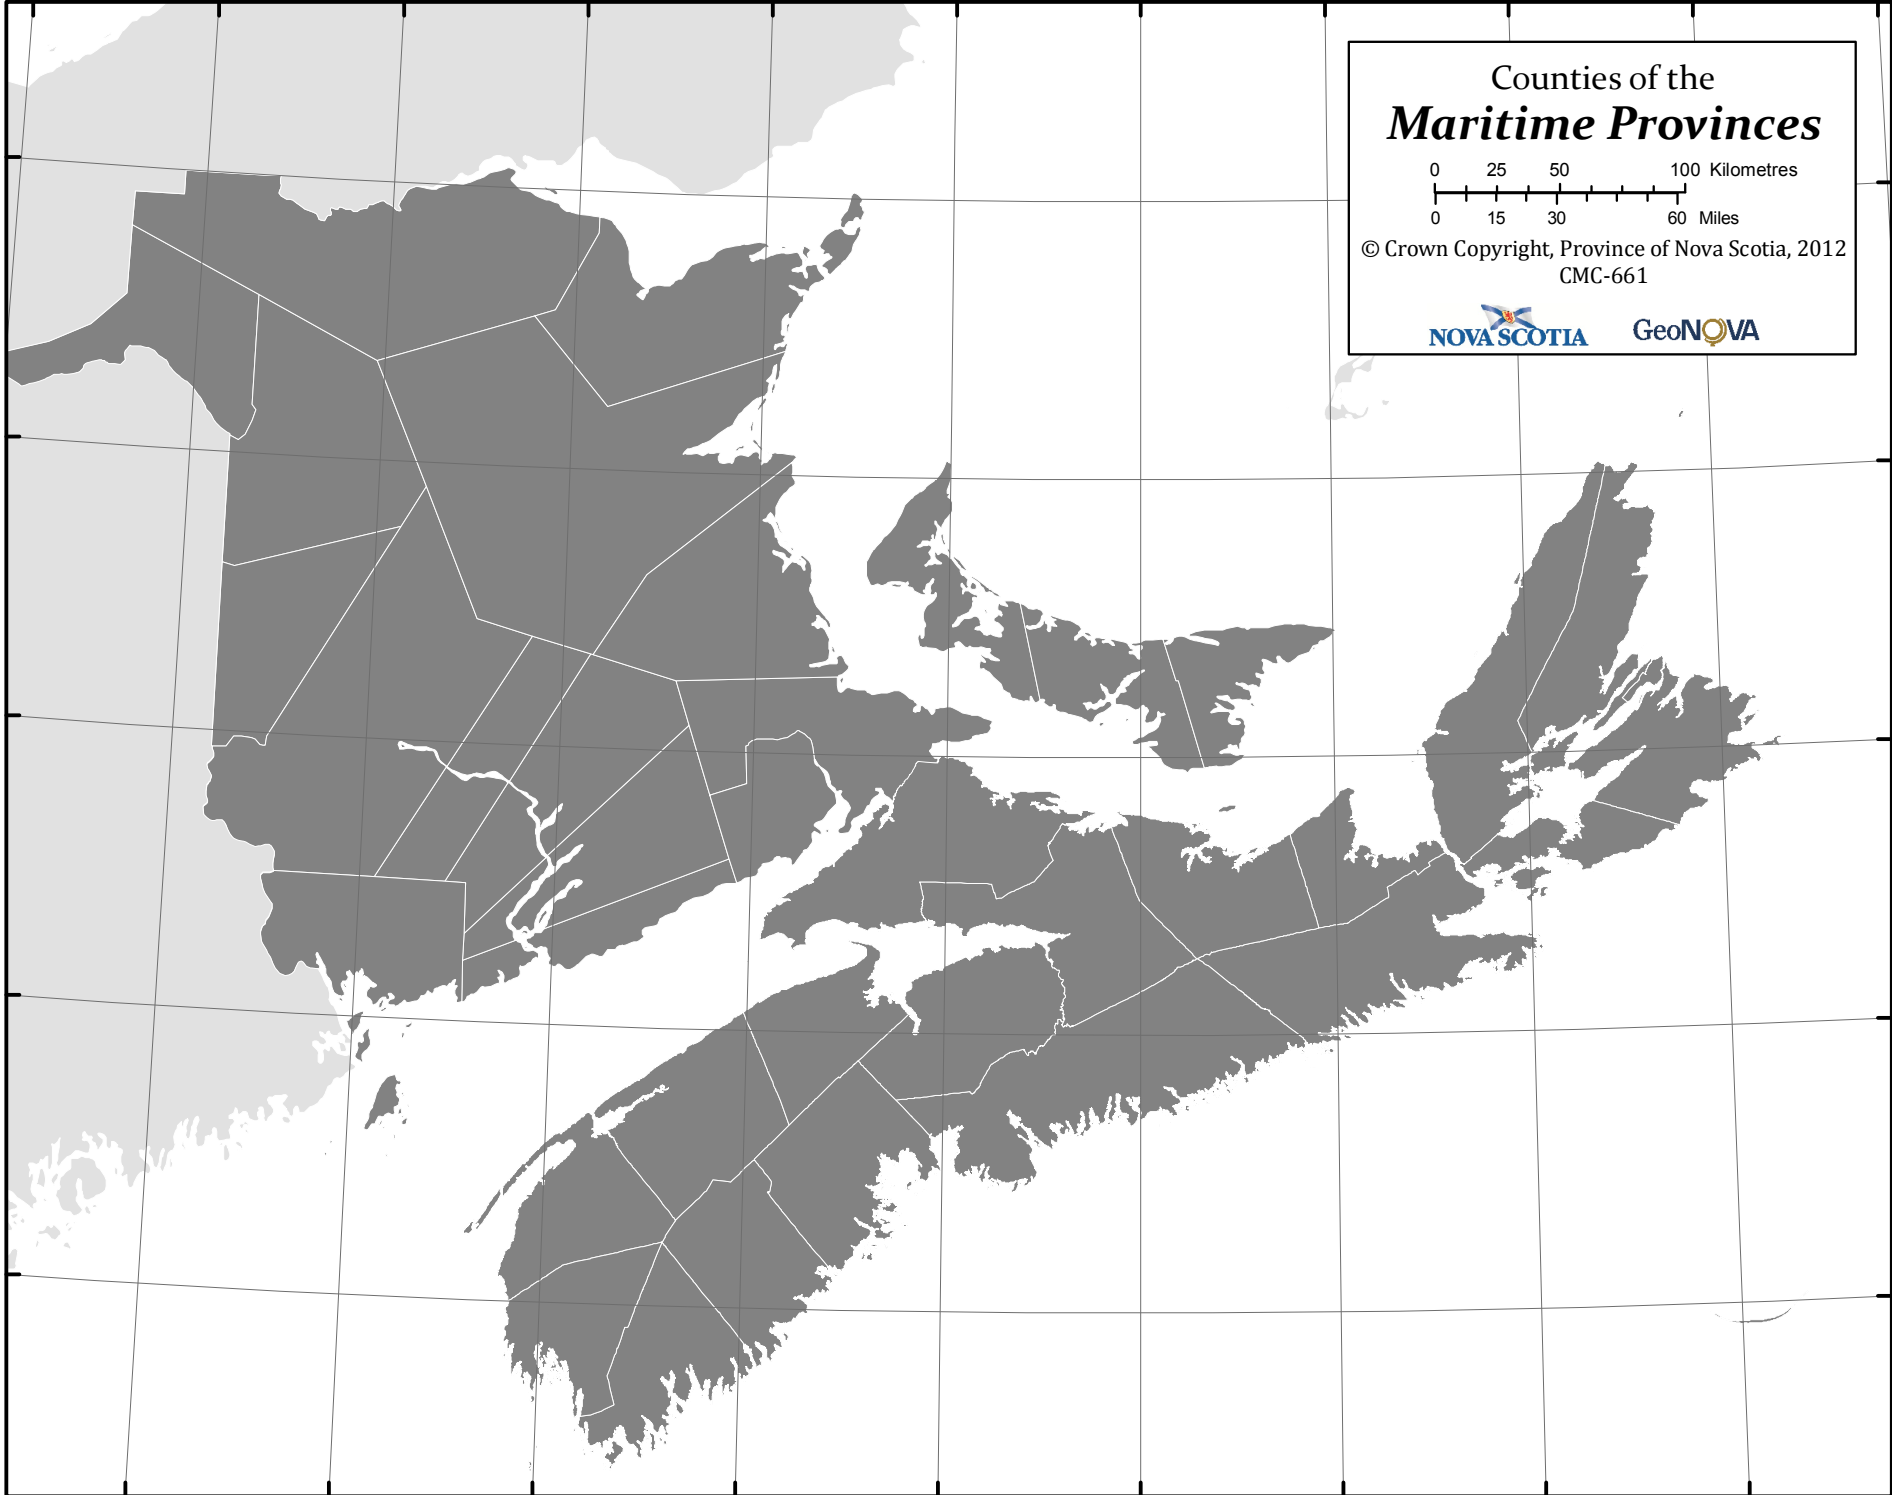 Counties of the
Maritime Provinces
0 25 50 100 Kilometres
0 15 30 60 Miles
© Crown Copyright, Province of Nova Scotia, 2012
CMC-661
NOVA SCOTIA GeoNOVA